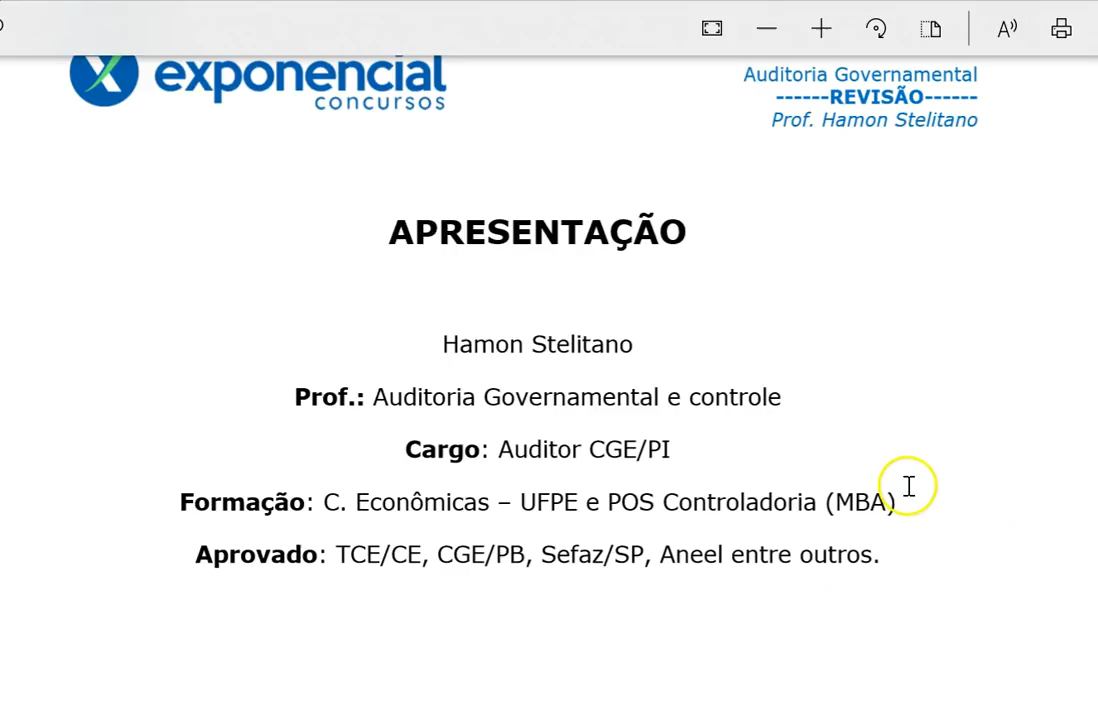 exponencial
concursos
Auditoria Governamental
------REVISÃO------
Prof. Hamon Stelitano
APRESENTAÇÃO
Hamon Stelitano
Prof.: Auditoria Governamental e controle
Cargo: Auditor CGE/PI
Formação: C. Econômicas – UFPE e POS Controladoria (MBA)
Aprovado: TCE/CE, CGE/PB, Sefaz/SP, Aneel entre outros.